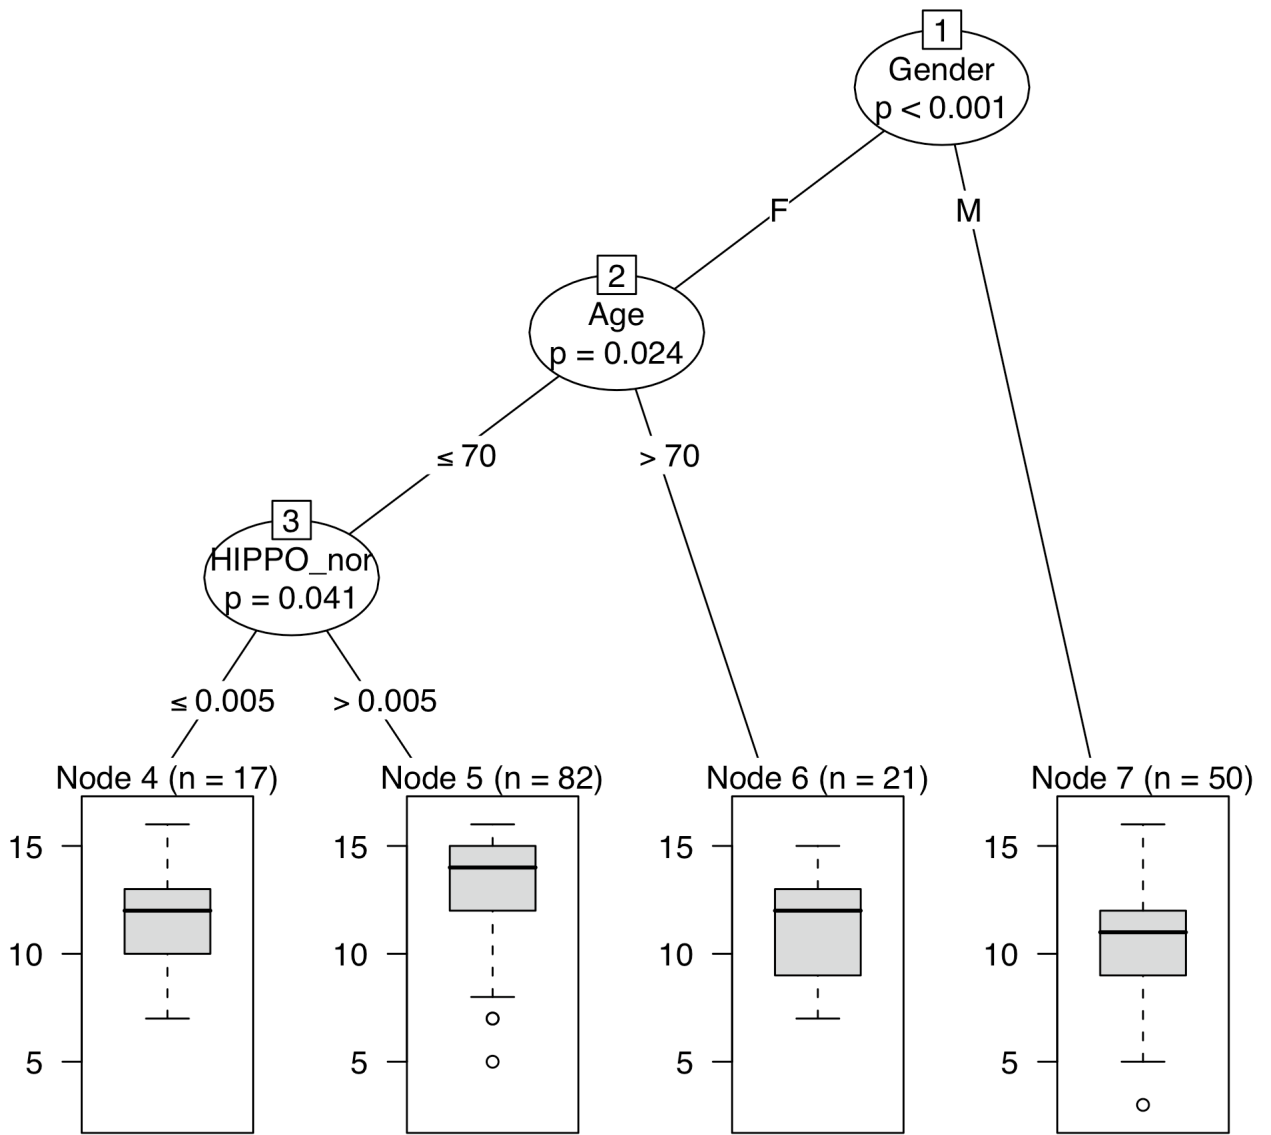 1
Gender
p < 0.001
F
M
2
Age
p = 0.024
≤ 70
> 70
3
HIPPO_nor
p = 0.041
≤ 0.005
> 0.005
Node 4 (n = 17)
15
10
5
Node 5 (n = 82)
15
10
5
Node 6 (n = 21)
15
10
5
Node 7 (n = 50)
15
10
5